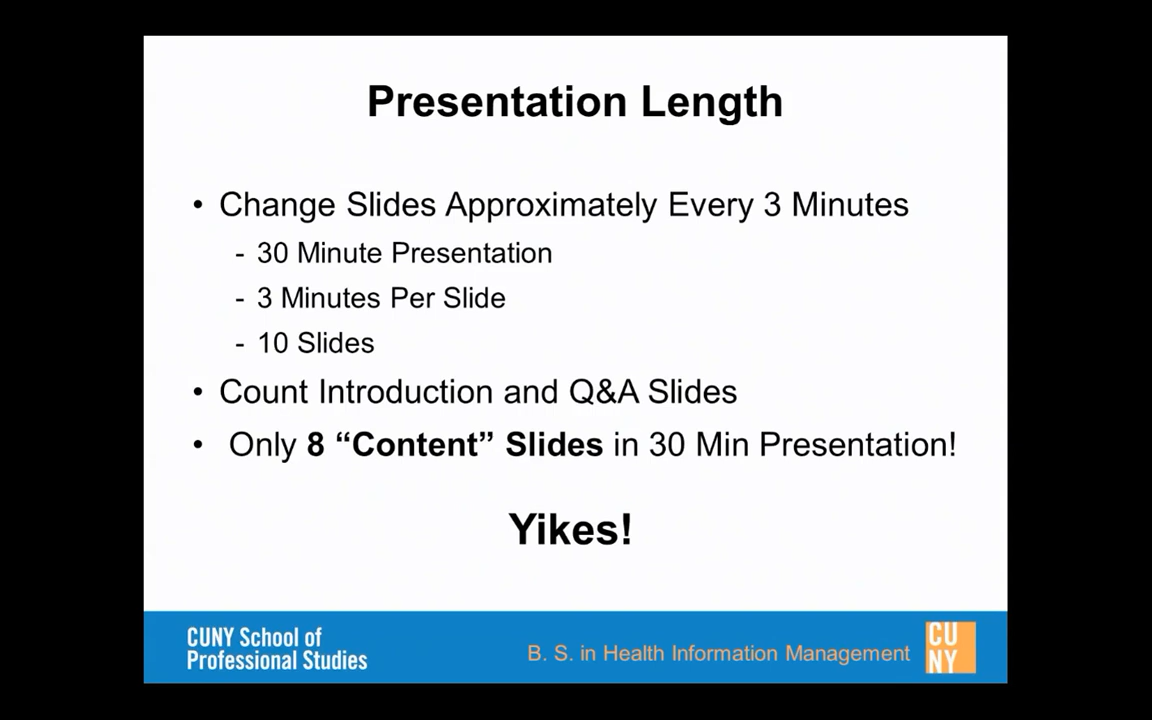 Presentation Length
• Change Slides Approximately Every 3 Minutes
- 30 Minute Presentation
- 3 Minutes Per Slide
- 10 Slides
• Count Introduction and Q&A Slides
• Only 8 “Content” Slides in 30 Min Presentation!
Yikes!
CUNY School of
Professional Studies
B. S. in Health Information Management
CU
NY